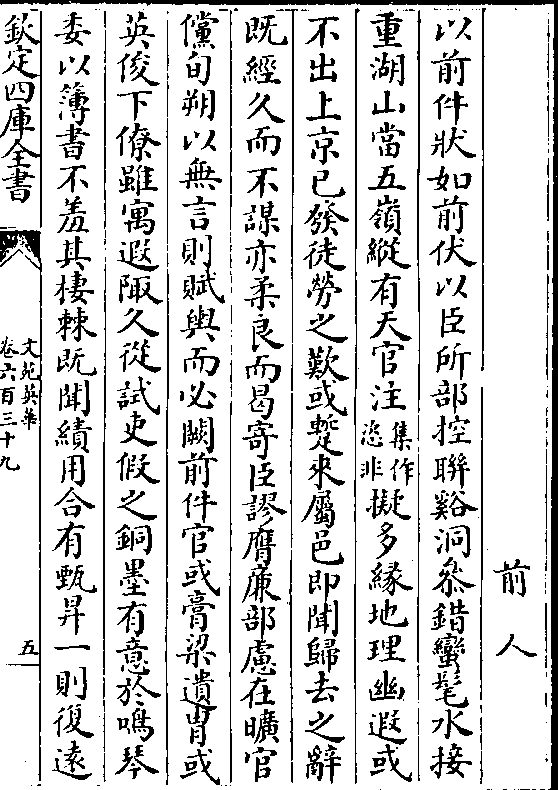 前人
以前件狀如前伏以臣所部控聯谿洞叅錯蠻髦水接
重湖山當五嶺縱有天官注集作恣非擬多緣地理幽遐或
不出上京已發徒勞之歎或蹔來屬邑即聞歸去之辭
既經久而不謀亦柔良而曷寄臣謬膺廉部慮在曠官
儻旬朔以無言則賦輿而必闕前件官或膏粱遺胄或
英俊下僚雖寓遐陬久從試吏假之銅墨有意於鳴琴
委以簿書不羞其棲棘既聞績用合有甄昇一則復遠
欽定四庫全書
文苑英華
卷六百三十九
五